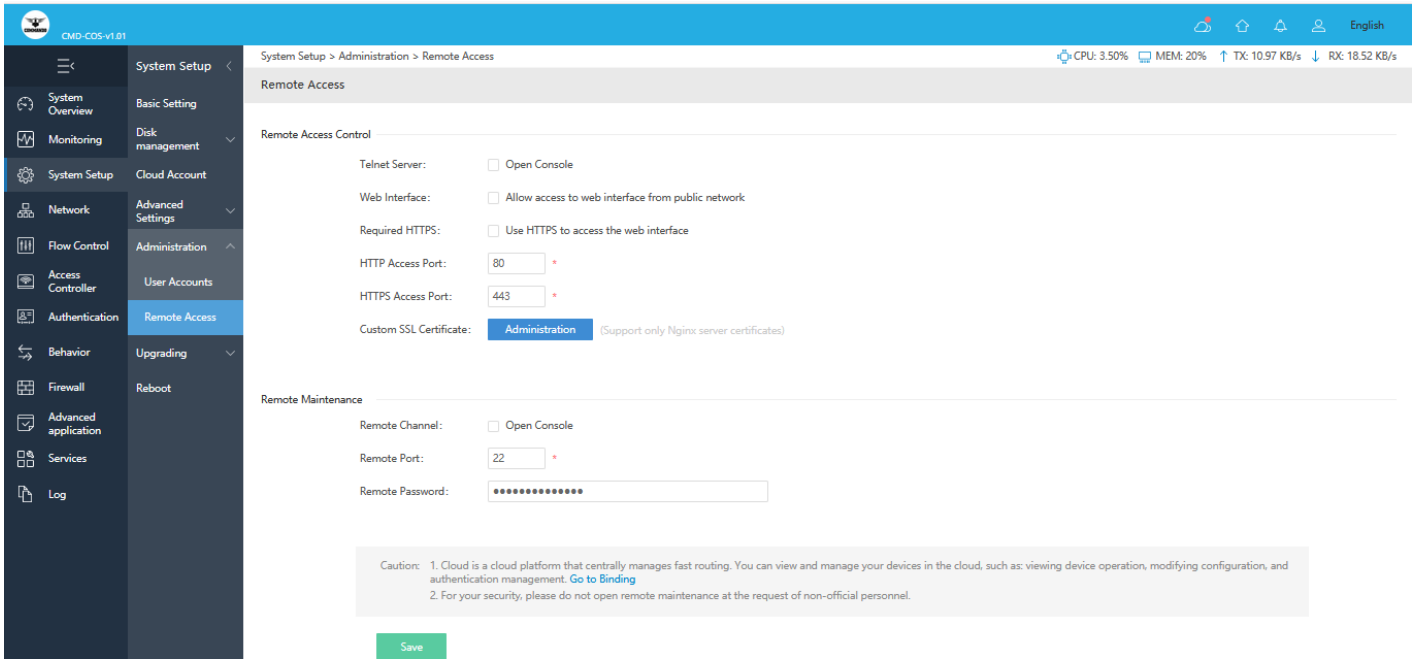 COMMANDO
CMD-COS-v1.01
English
System Setup
System Setup > Administration > Remote Access
CPU: 3.50%
MEM: 20%
TX: 10.97 KB/s
RX: 18.52 KB/s
Remote Access
System
Overview
Monitoring
System Setup
Network
Flow Control
Access
Controller
Authentication
Behavior
Firewall
Advanced
application
Services
Log
Basic Setting
Disk
management
Cloud Account
Advanced
Settings
Administration
User Accounts
Remote Access
Upgrading
Reboot
Remote Access Control
Telnet Server: Open Console
Web Interface: Allow access to web interface from public network
Required HTTPS: Use HTTPS to access the web interface
HTTP Access Port: 80 *
HTTPS Access Port: 443 *
Custom SSL Certificate: Administration (Support only Nginx server certificates)
Remote Maintenance
Remote Channel: Open Console
Remote Port: 22 *
Remote Password: ••••••••••••••
Caution: 1. Cloud is a cloud platform that centrally manages fast routing. You can view and manage your devices in the cloud, such as: viewing device operation, modifying configuration, and
authentication management. Go to Binding
2. For your security, please do not open remote maintenance at the request of non-official personnel.
Save